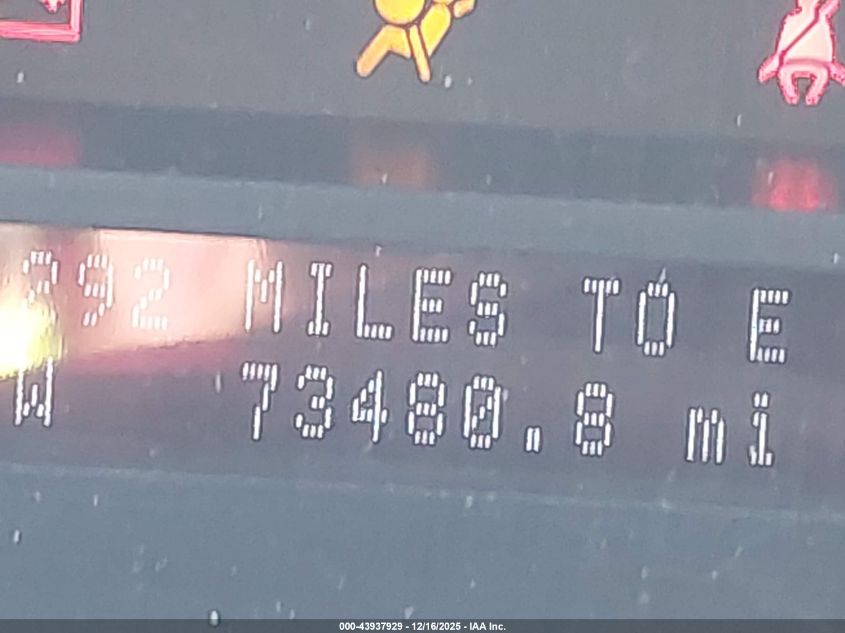 292 MILES TO E
W 73480.8 mi
000-43937929 - 12/16/2025 - IAA Inc.